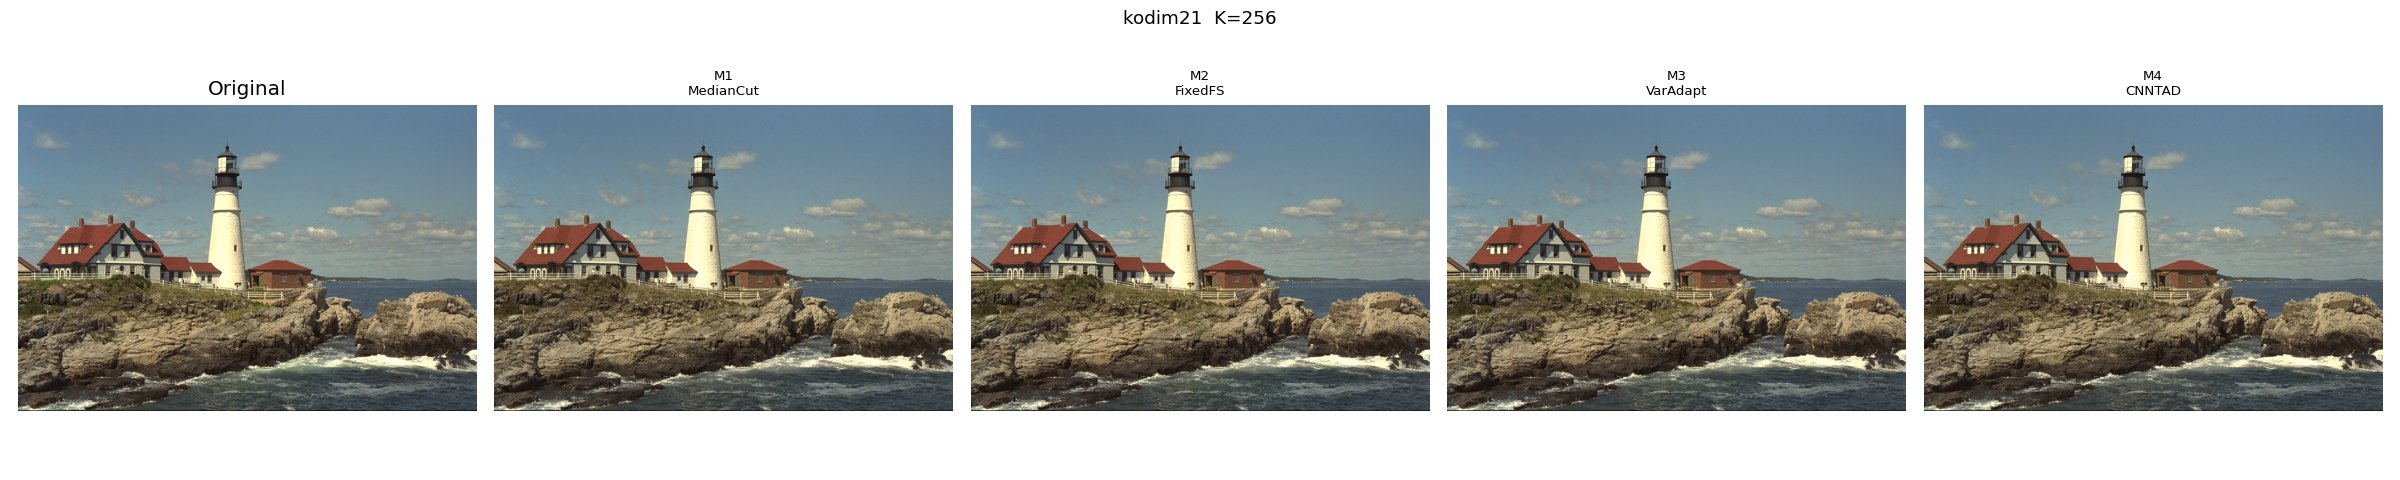 kodim21 K=256
Original
M1
MedianCut
M2
FixedFS
M3
VarAdapt
M4
CNNTAD